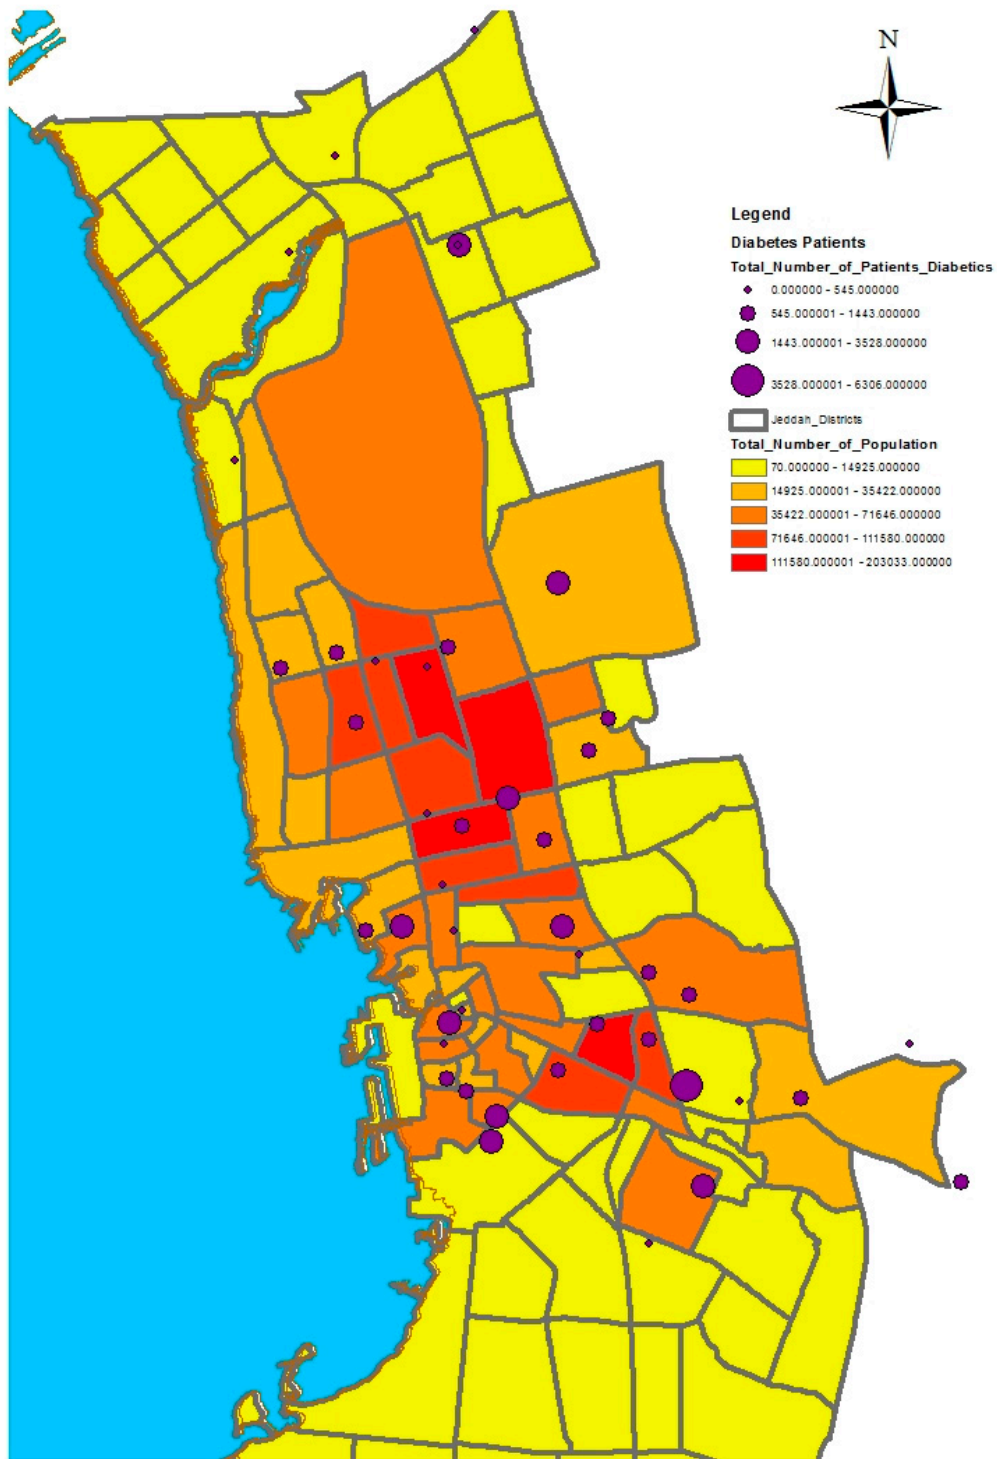 N
Legend
Diabetes Patients
Total_Number_of_Patients_Diabetics
0.000000 - 545.000000
545.000001 - 1443.000000
1443.000001 - 3528.000000
3528.000001 - 6306.000000
Jeddah_Districts
Total_Number_of_Population
70.000000 - 14925.000000
14925.000001 - 35422.000000
35422.000001 - 71646.000000
71646.000001 - 111580.000000
111580.000001 - 203033.000000